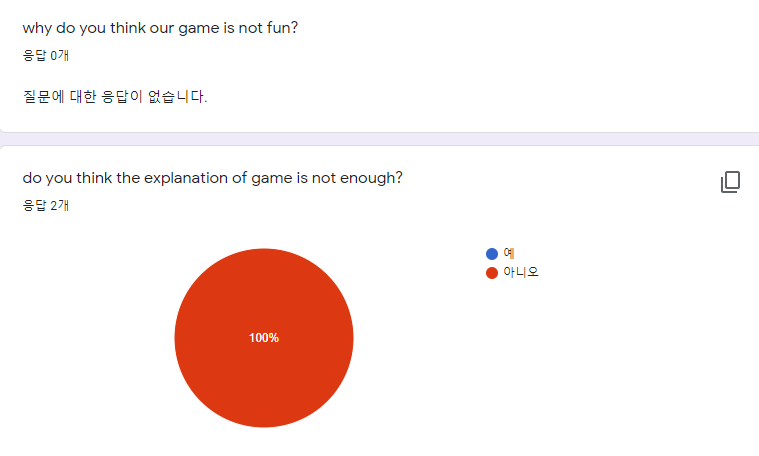 why do you think our game is not fun?
응답 0개
질문에 대한 응답이 없습니다.
do you think the explanation of game is not enough?
응답 2개
예
아니오
100%